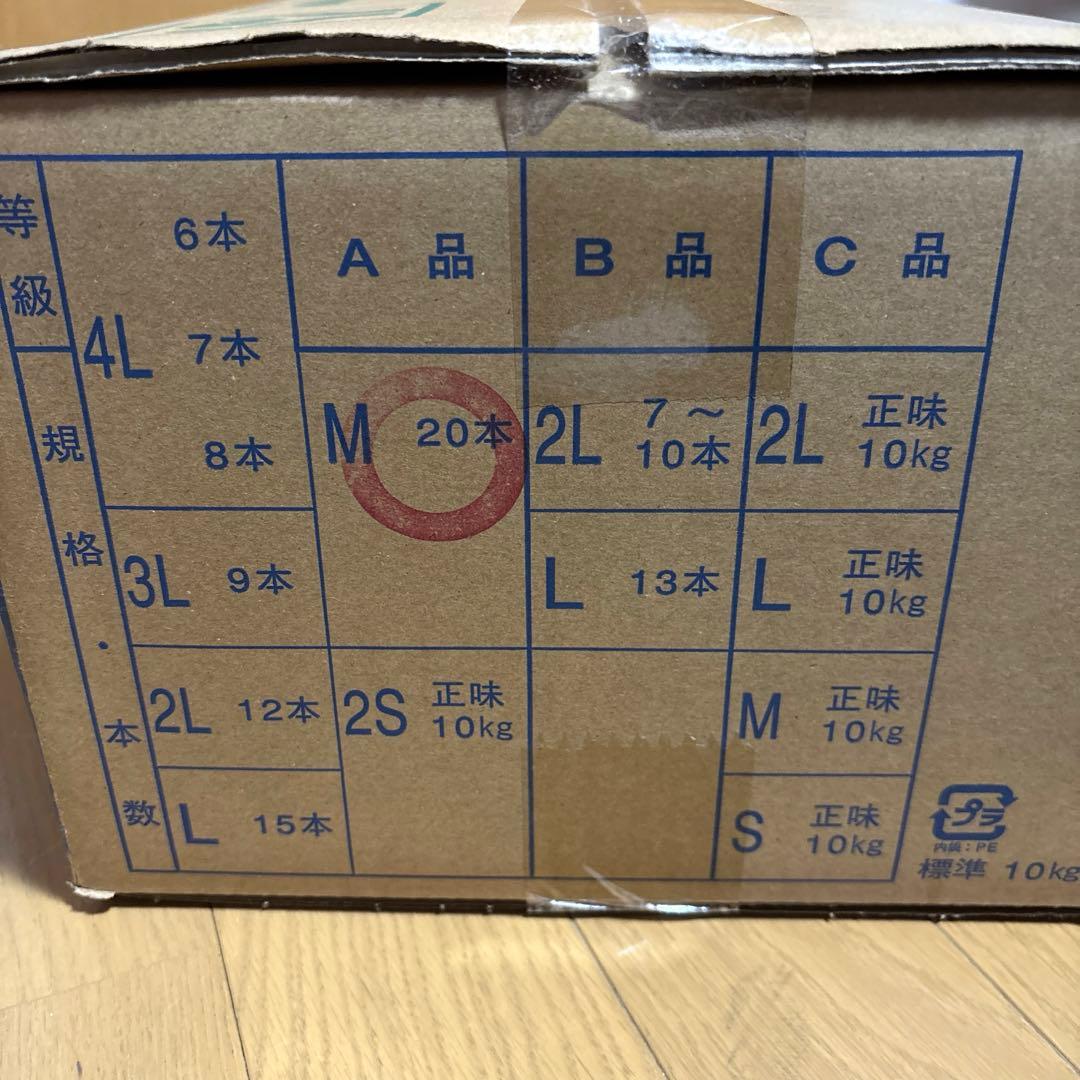 等級
規格・本数
4L 6本
7本
8本
3L 9本
2L 12本
L 15本
A 品
M 20本
2S 正味
10kg
B 品
2L 7～
10本
L 13本
C 品
2L 正味
10kg
L 正味
10kg
M 正味
10kg
S 正味
10kg
プラ
内袋：PE
標準 10kg